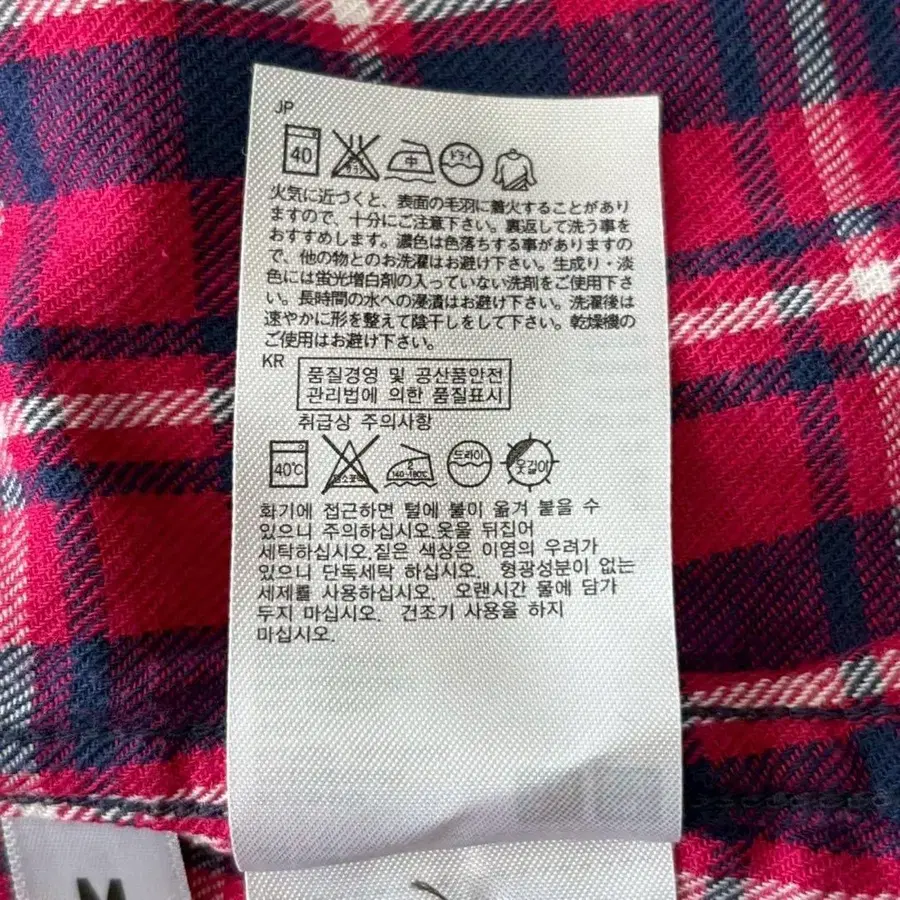 JP
40 エンソサラシ 中 ドライ
火気に近づくと、表面の毛羽に着火することがあり
ますので、十分にご注意下さい。裏返して洗う事を
おすすめします。濃色は色落ちする事がありますの
で、他の物とのお洗濯はお避け下さい。生成り・淡
色には蛍光増白剤の入っていない洗剤をご使用下さ
い。長時間の水への浸漬はお避け下さい。洗濯後は
速やかに形を整えて陰干しをして下さい。乾燥機の
ご使用はお避け下さい。
KR
품질경영 및 공산품안전
관리법에 의한 품질표시
취급상 주의사항
40℃ 염소표백 2 140~160℃ 드라이 옷걸이
화기에 접근하면 털에 불이 옮겨 붙을 수
있으니 주의하십시오.옷물 뒤집어
세탁하십시오.짙은 색상은 이염의 우려가
있으니 단독세탁 하십시오. 형광성분이 없는
세제를 사용하십시오. 오랜시간 물에 담가
두지 마십시오. 건조기 사용을 하지
마십시오.
M